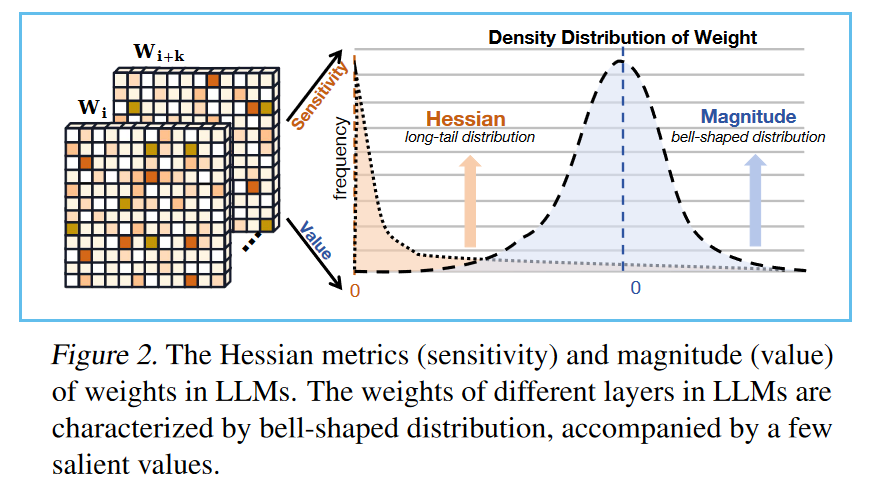 W_{i+k}
W_i
Density Distribution of Weight
Sensitivity
Value
frequency
Hessian
long-tail distribution
Magnitude
bell-shaped distribution
0
0
Figure 2. The Hessian metrics (sensitivity) and magnitude (value)
of weights in LLMs. The weights of different layers in LLMs are
characterized by bell-shaped distribution, accompanied by a few
salient values.